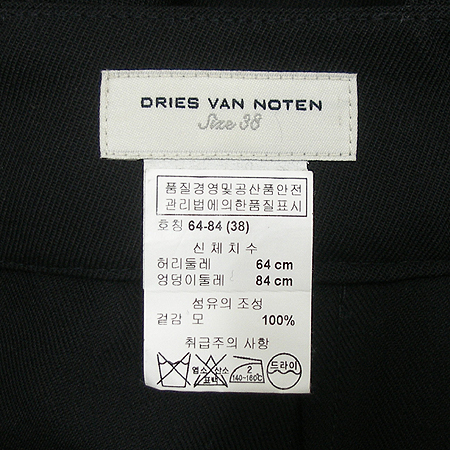 DRIES VAN NOTEN
Size 38
품질경영및공산품안전
관리법에의한품질표시
호칭 64-84 (38)
신 체 치 수
허리둘레 64 cm
엉덩이둘레 84 cm
섬유의 조성
겉감 모 100%
취급주의 사항
염소 산소 표백
2
140-160℃
드라이